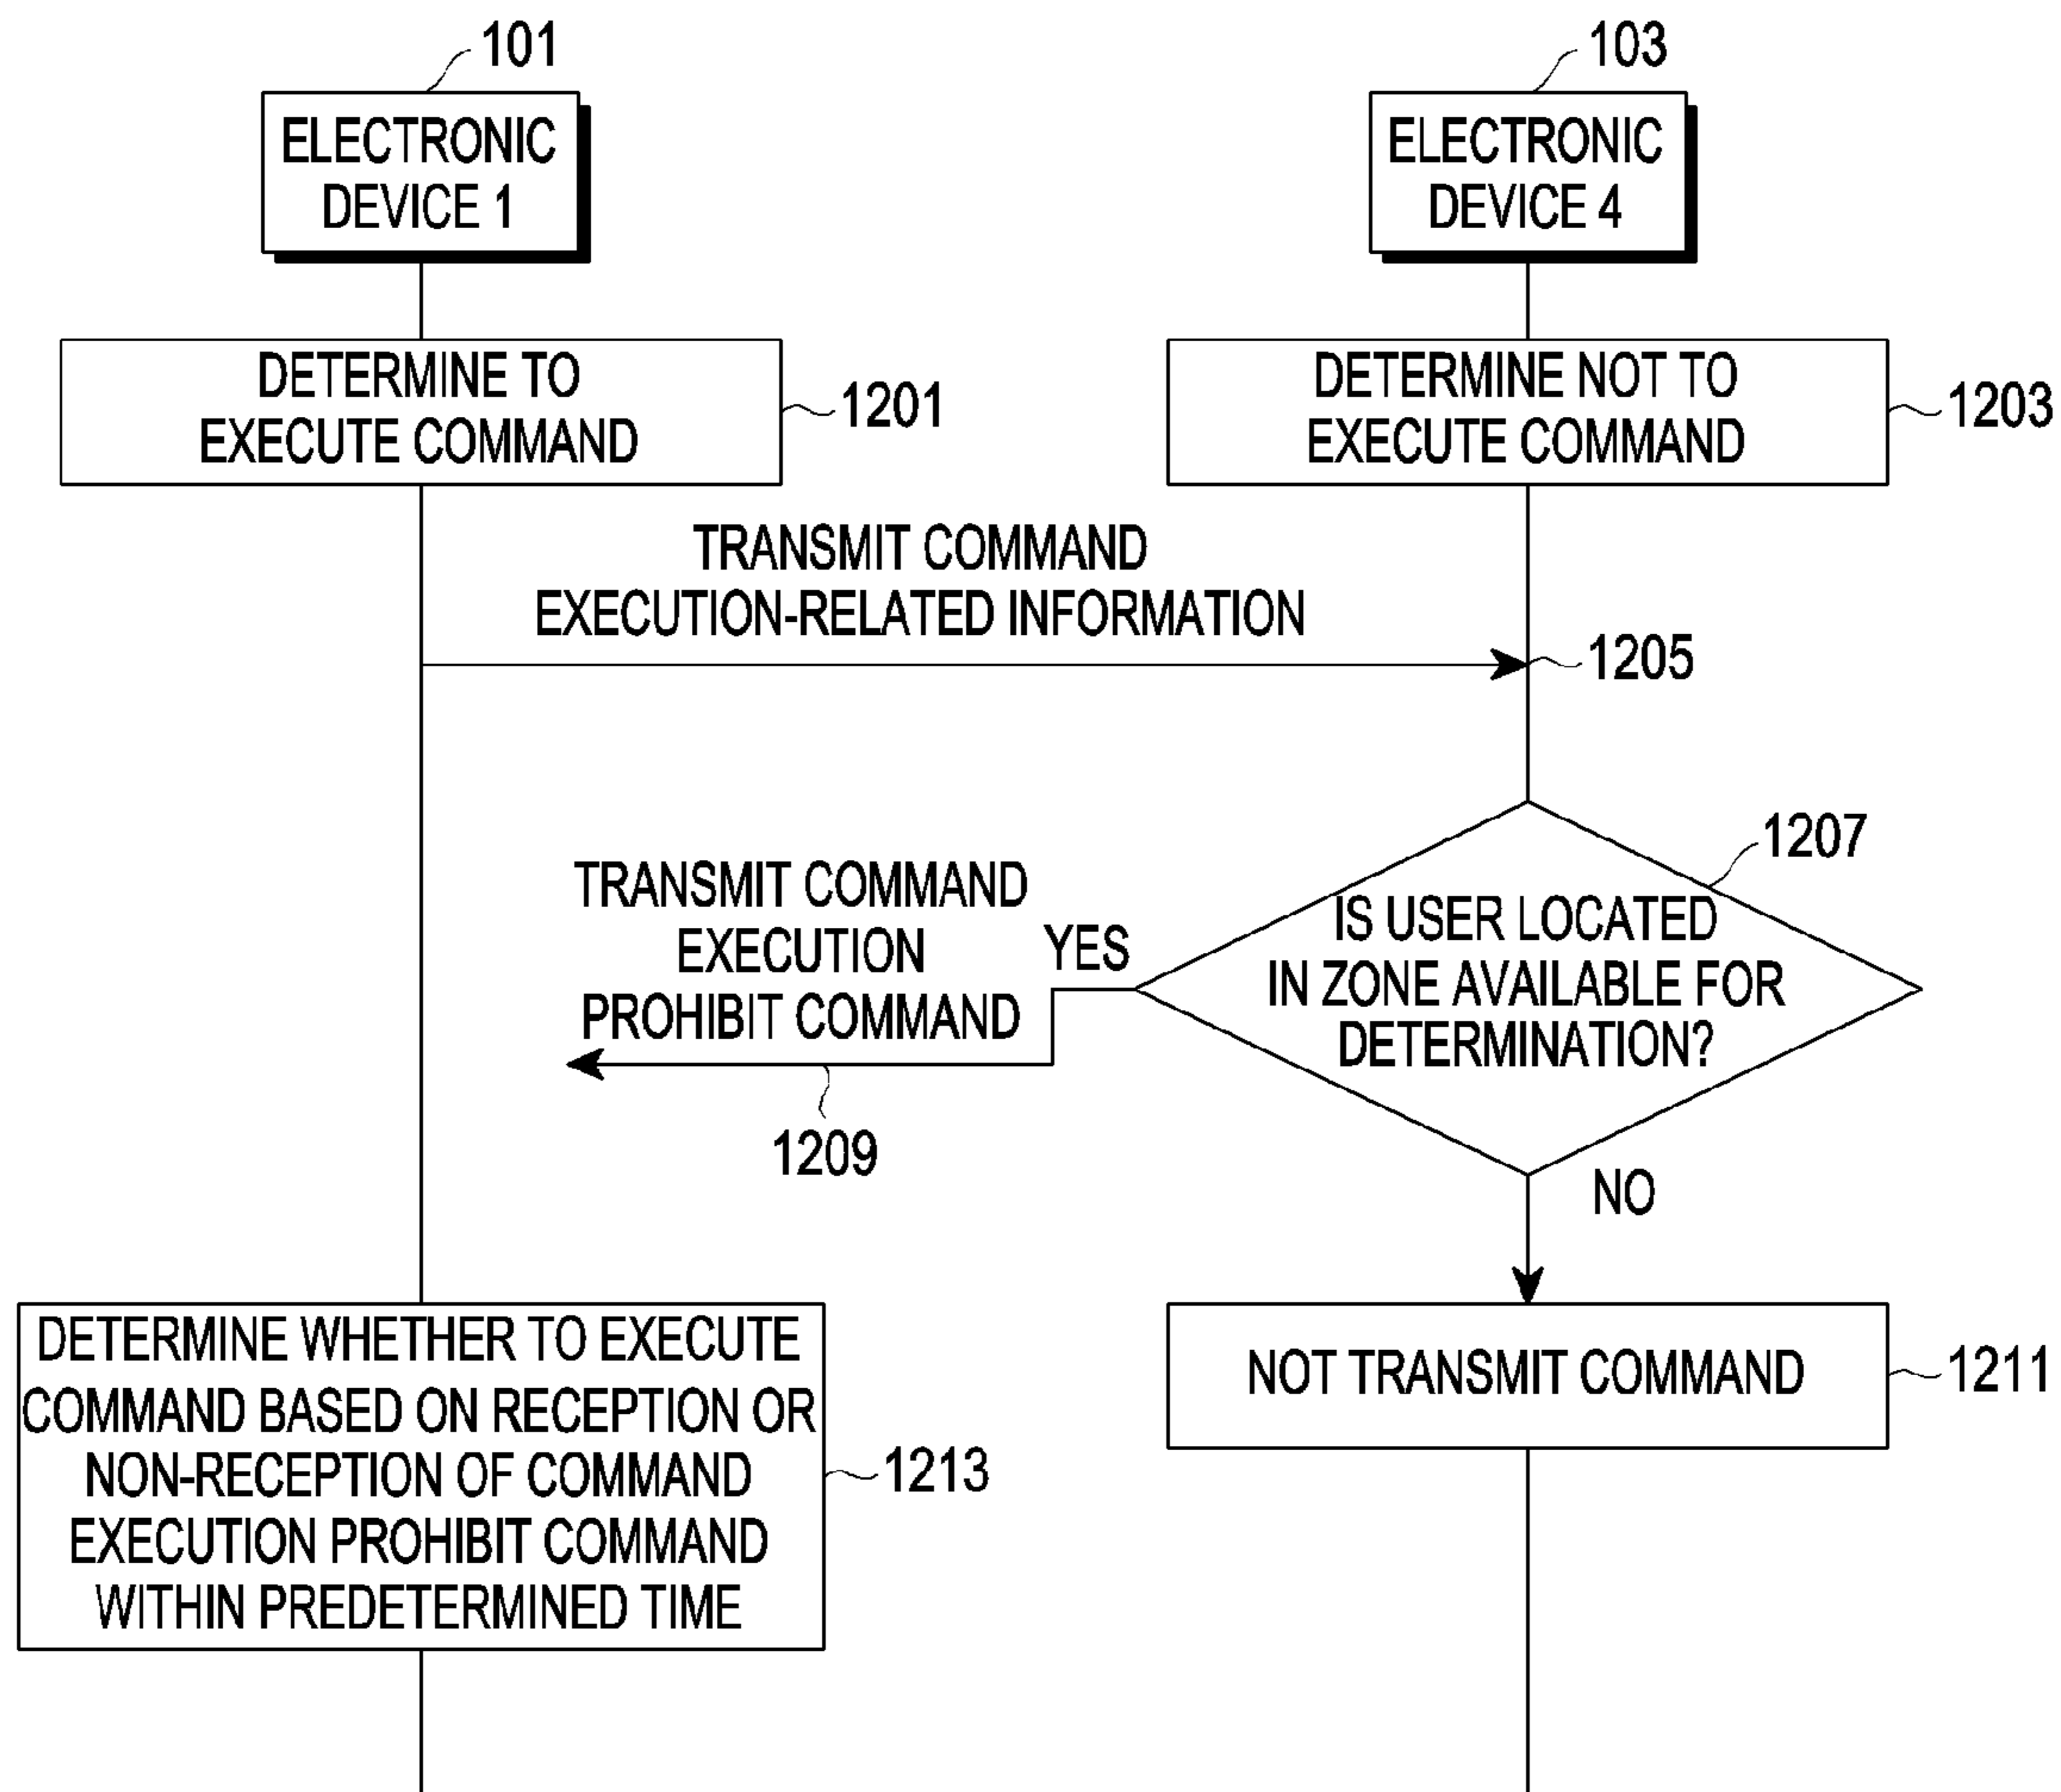 101
ELECTRONIC
DEVICE 1
103
ELECTRONIC
DEVICE 4
DETERMINE TO
EXECUTE COMMAND
1201
DETERMINE NOT TO
EXECUTE COMMAND
1203
TRANSMIT COMMAND
EXECUTION-RELATED INFORMATION
1205
1207
IS USER LOCATED
IN ZONE AVAILABLE FOR
DETERMINATION?
YES
TRANSMIT COMMAND
EXECUTION
PROHIBIT COMMAND
1209
NO
NOT TRANSMIT COMMAND
1211
DETERMINE WHETHER TO EXECUTE
COMMAND BASED ON RECEPTION OR
NON-RECEPTION OF COMMAND
EXECUTION PROHIBIT COMMAND
WITHIN PREDETERMINED TIME
1213